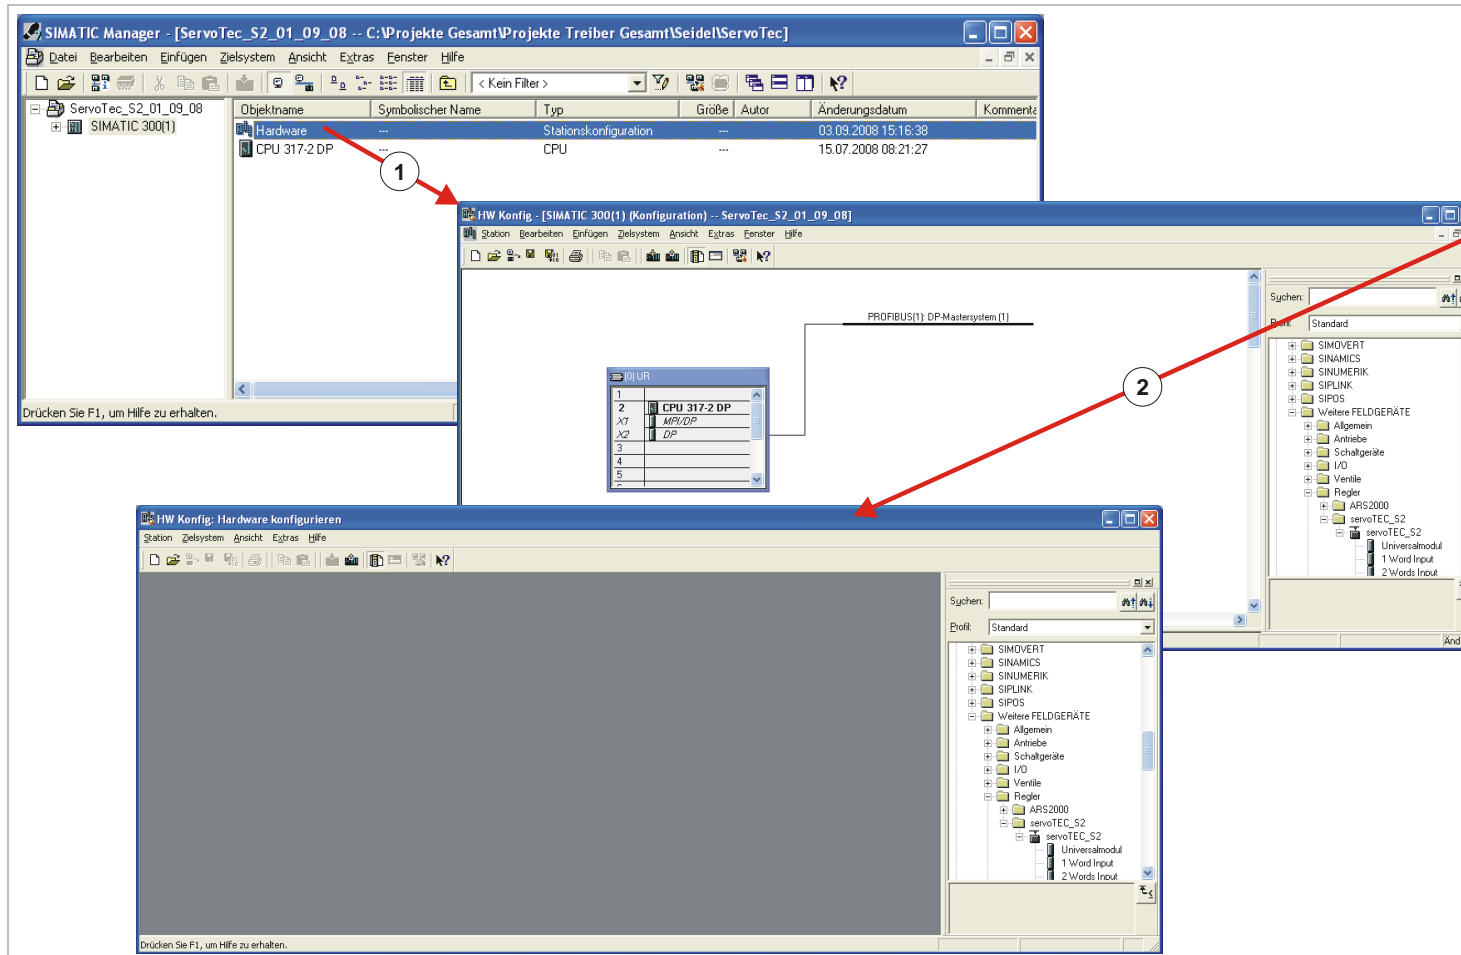 SIMATIC Manager - [ServoTec_S2_01_09_08 -- C:\Projekte Gesamt\Projekte Treiber Gesamt\Seidel\ServoTec]
Datei Bearbeiten Einfügen Zielsystem Ansicht Extras Fenster Hilfe
< Kein Filter >
ServoTec_S2_01_09_08
SIMATIC 300(1)
Objektname Symbolischer Name Typ Größe Autor Änderungsdatum Kommenta
Hardware --- Stationskonfiguration --- 03.09.2008 15:16:38
CPU 317-2 DP --- CPU --- 15.07.2008 08:21:27
1
Drücken Sie F1, um Hilfe zu erhalten.
HW Konfig - [SIMATIC 300(1) (Konfiguration) -- ServoTec_S2_01_09_08]
Station Bearbeiten Einfügen Zielsystem Ansicht Extras Fenster Hilfe
PROFIBUS(1): DP-Mastersystem (1)
(0) UR
1
2 CPU 317-2 DP
X1 MPI/DP
X2 DP
3
4
5
2
Suchen:
Profil: Standard
SIMOVERT
SINAMICS
SINUMERIK
SIPLINK
SIPOS
Weitere FELDGERÄTE
Allgemein
Antriebe
Schaltgeräte
I/O
Ventile
Regler
ARS2000
servoTEC_S2
servoTEC_S2
Universalmodul
1 Word Input
2 Words Input
Änd
HW Konfig: Hardware konfigurieren
Station Zielsystem Ansicht Extras Hilfe
Suchen:
Profil: Standard
SIMOVERT
SINAMICS
SINUMERIK
SIPLINK
SIPOS
Weitere FELDGERÄTE
Allgemein
Antriebe
Schaltgeräte
I/O
Ventile
Regler
ARS2000
servoTEC_S2
servoTEC_S2
Universalmodul
1 Word Input
2 Words Input
Drücken Sie F1, um Hilfe zu erhalten.